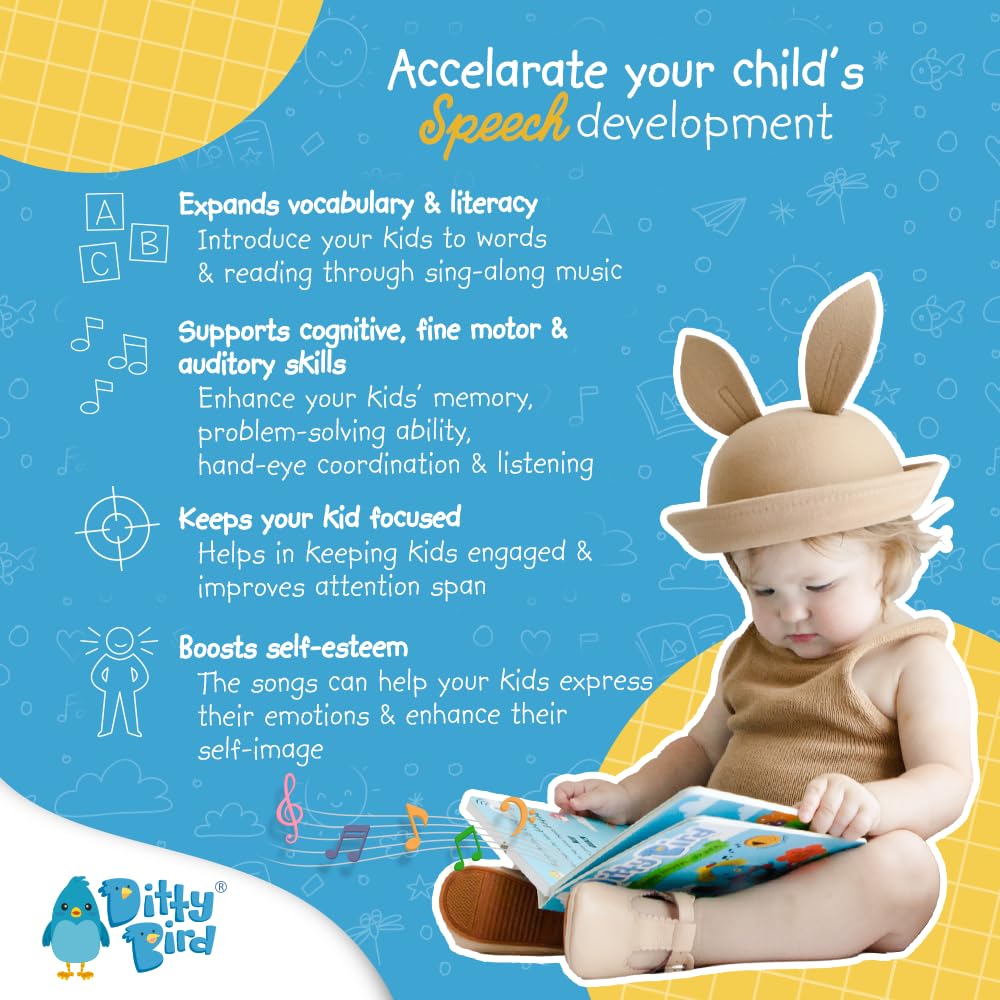 Accelarate your child's
Speech development
A
B
C
Expands vocabulary & literacy
Introduce your kids to words
& reading through sing-along music
Supports cognitive, fine motor &
auditory skills
Enhance your kids' memory,
problem-solving ability,
hand-eye coordination & listening
Keeps your kid focused
Helps in keeping kids engaged &
improves attention span
Boosts self-esteem
The songs can help your kids express
their emotions & enhance their
self-image
Ditty
Bird®